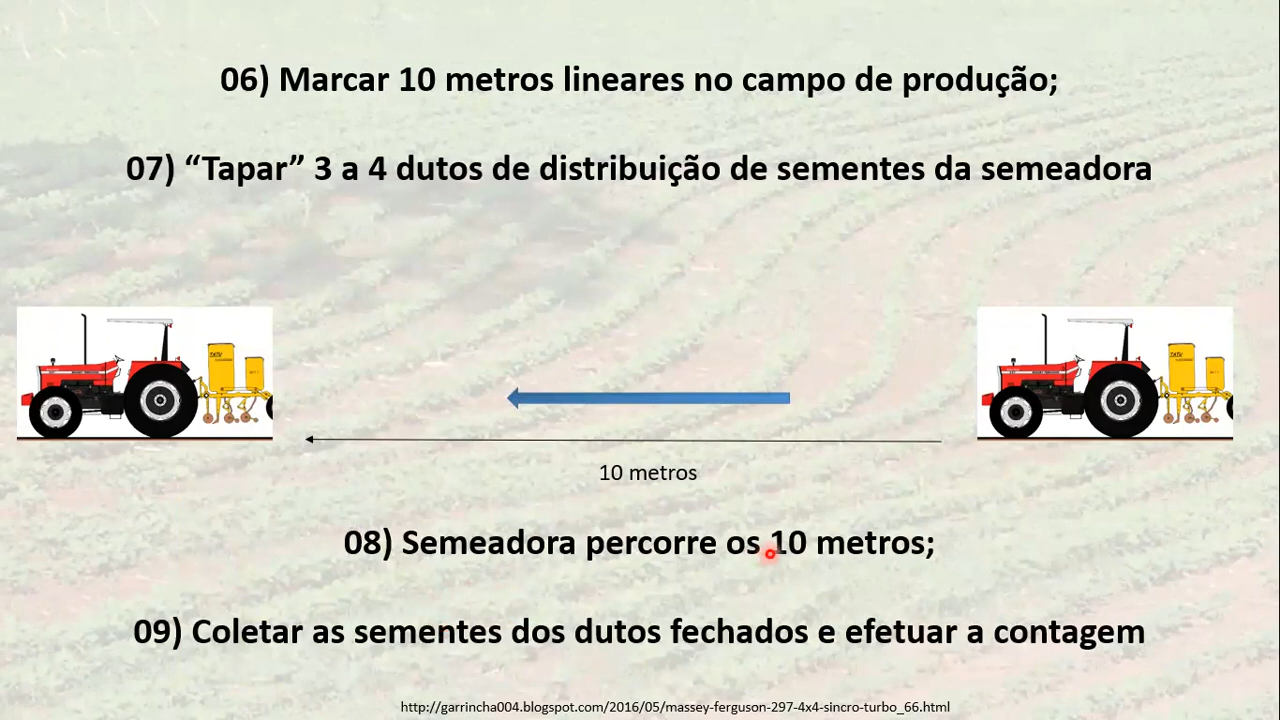 06) Marcar 10 metros lineares no campo de produção;
07) “Tapar” 3 a 4 dutos de distribuição de sementes da semeadora
TATU
TATU
10 metros
08) Semeadora percorre os 10 metros;
09) Coletar as sementes dos dutos fechados e efetuar a contagem
http://garrincha004.blogspot.com/2016/05/massey-ferguson-297-4x4-sincro-turbo_66.html